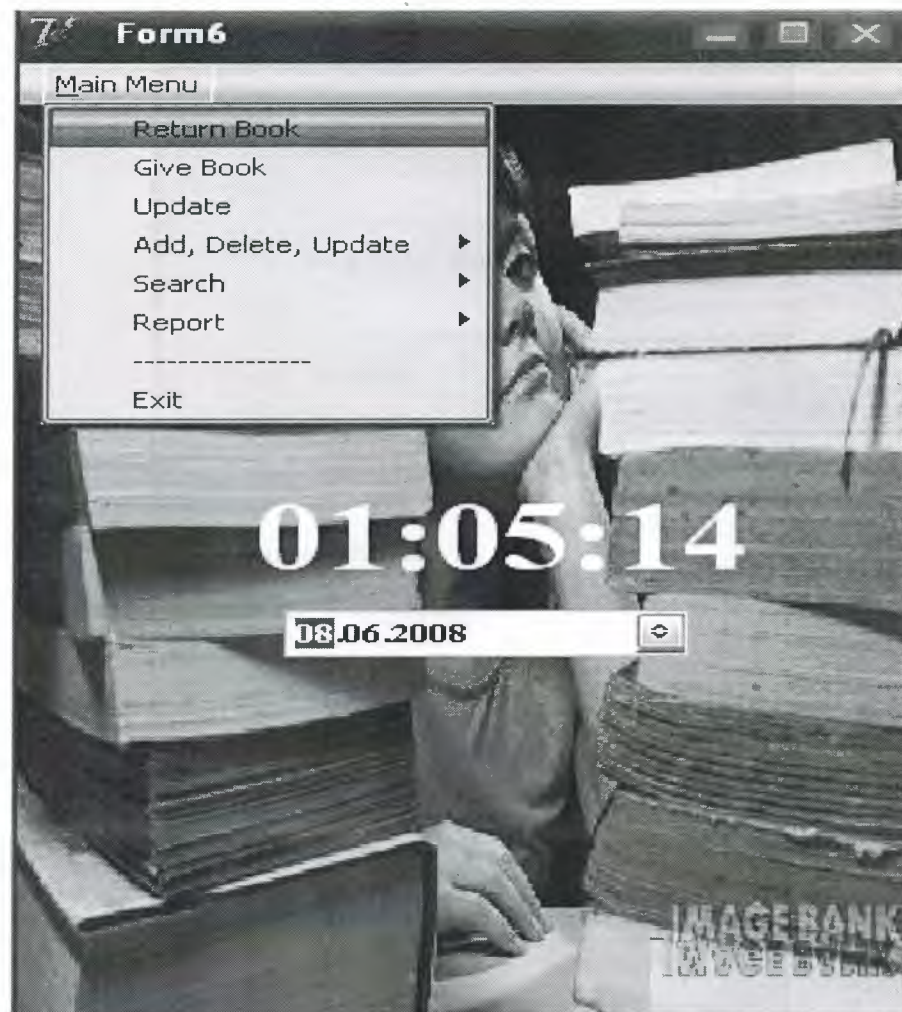 Form6
Main Menu
Return Book
Give Book
Update
Add, Delete, Update
Search
Report
----------------
Exit
01:05:14
08.06.2008
IMAGE BANK